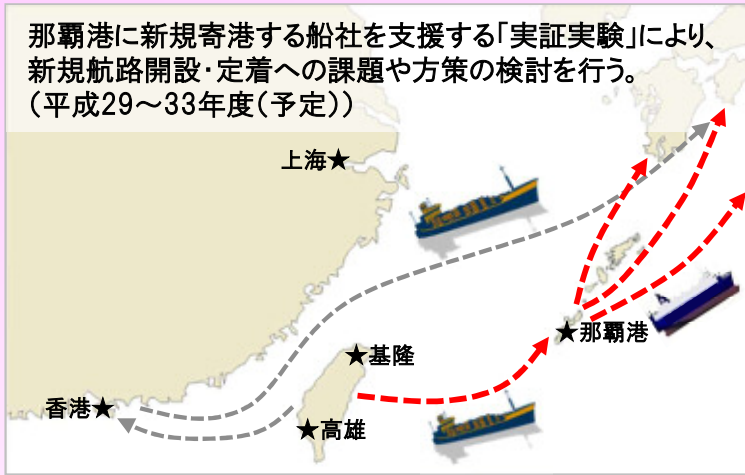 那覇港に新規寄港する船社を支援する「実証実験」により、
新規航路開設・定着への課題や方策の検討を行う。
（平成29～33年度（予定））
上海★
★那覇港
★基隆
香港★
★高雄